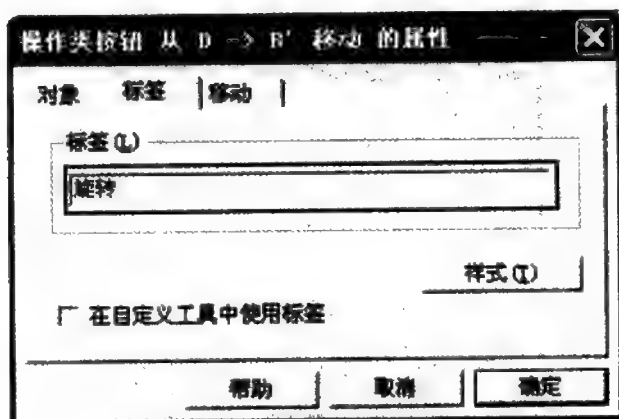 操作类按钮 从 D -> B' 移动 的属性
对象 标签 移动
标签(L)
旋转
样式(T)
在自定义工具中使用标签
帮助 取消 确定